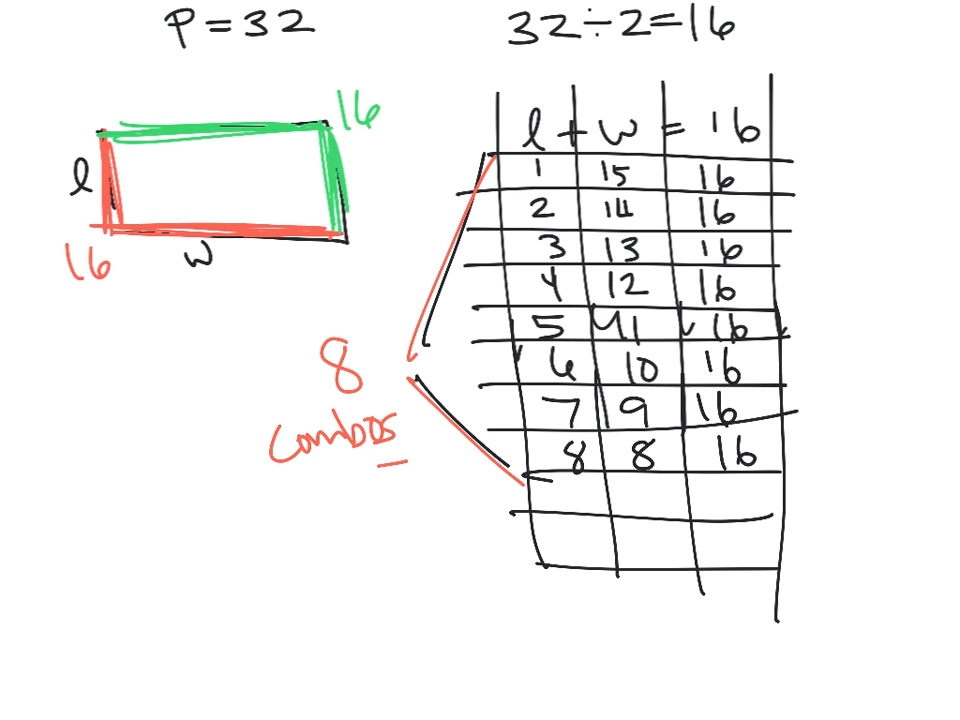 P = 32
32 ÷ 2 = 16
16
l
16
w
8
combos
l + w = 16
1 15 16
2 14 16
3 13 16
4 12 16
5 11 16
6 10 16
7 9 16
8 8 16